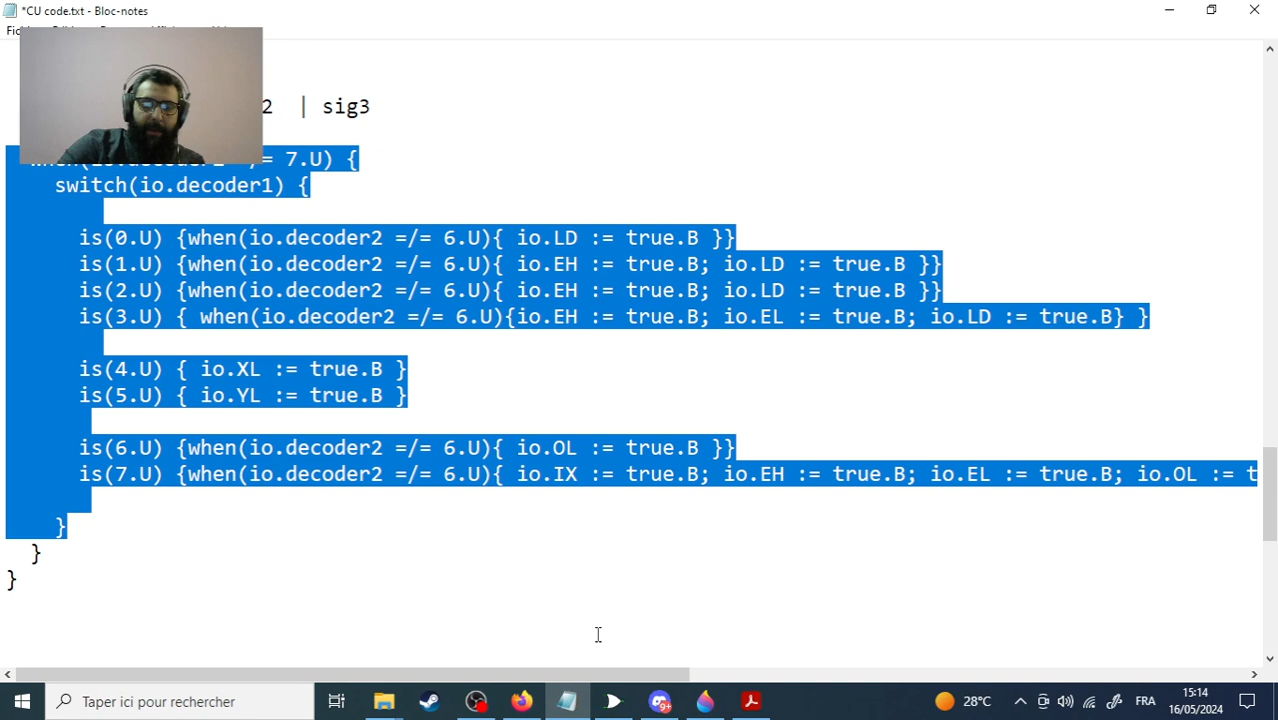 *CU code.txt - Bloc-notes
2 | sig3
/= 7.U) {
switch(io.decoder1) {
is(0.U) {when(io.decoder2 =/= 6.U){ io.LD := true.B }}
is(1.U) {when(io.decoder2 =/= 6.U){ io.EH := true.B; io.LD := true.B }}
is(2.U) {when(io.decoder2 =/= 6.U){ io.EH := true.B; io.LD := true.B }}
is(3.U) { when(io.decoder2 =/= 6.U){io.EH := true.B; io.EL := true.B; io.LD := true.B} }
is(4.U) { io.XL := true.B }
is(5.U) { io.YL := true.B }
is(6.U) {when(io.decoder2 =/= 6.U){ io.OL := true.B }}
is(7.U) {when(io.decoder2 =/= 6.U){ io.IX := true.B; io.EH := true.B; io.EL := true.B; io.OL := t
}
}
}
Taper ici pour rechercher
9+
28°C
FRA
15:14
16/05/2024